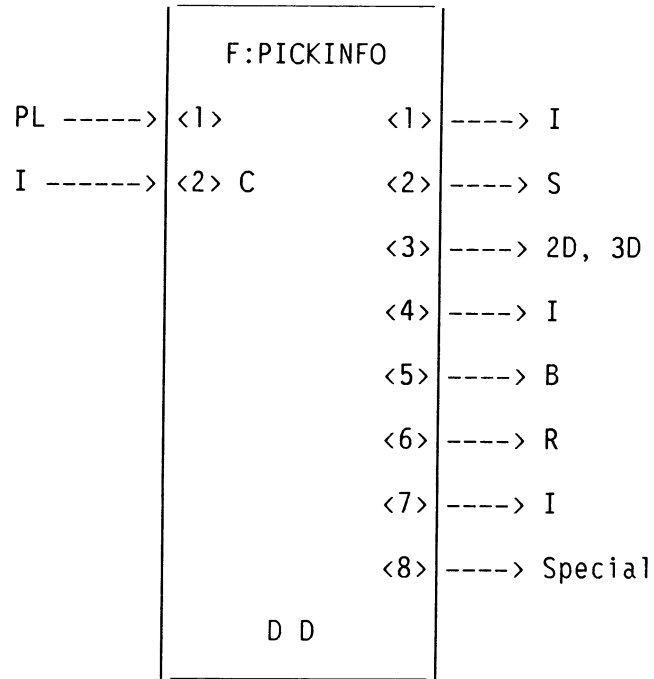 F:PICKINFO
PL -----> <1> <1> ----> I
I ------> <2> C <2> ----> S
<3> ----> 2D, 3D
<4> ----> I
<5> ----> B
<6> ----> R
<7> ----> I
<8> ----> Special
D D